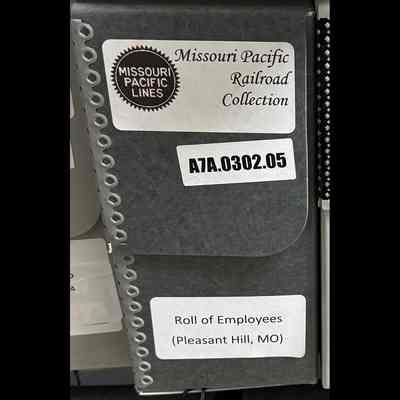 MISSOURI
PACIFIC
LINES
Missouri Pacific
Railroad
Collection
A7A.0302.05
Roll of Employees
(Pleasant Hill, MO)